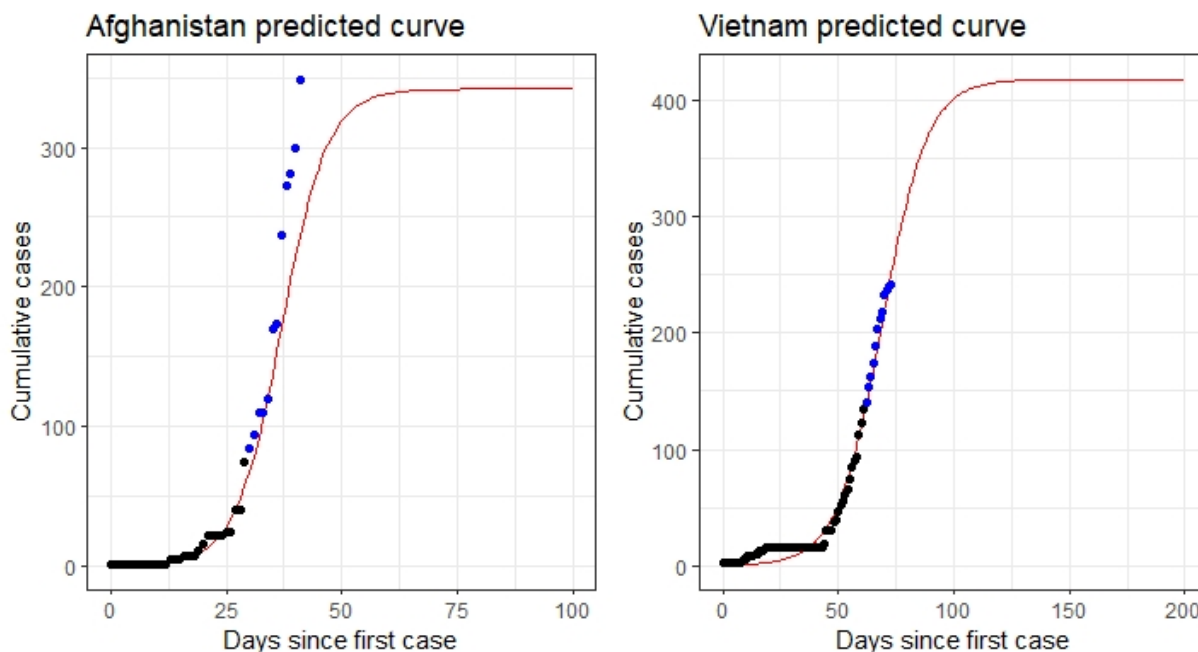 Afghanistan predicted curve
Cumulative cases
300
200
100
0
0 25 50 75 100
Days since first case
Vietnam predicted curve
Cumulative cases
400
300
200
100
0
0 50 100 150 200
Days since first case